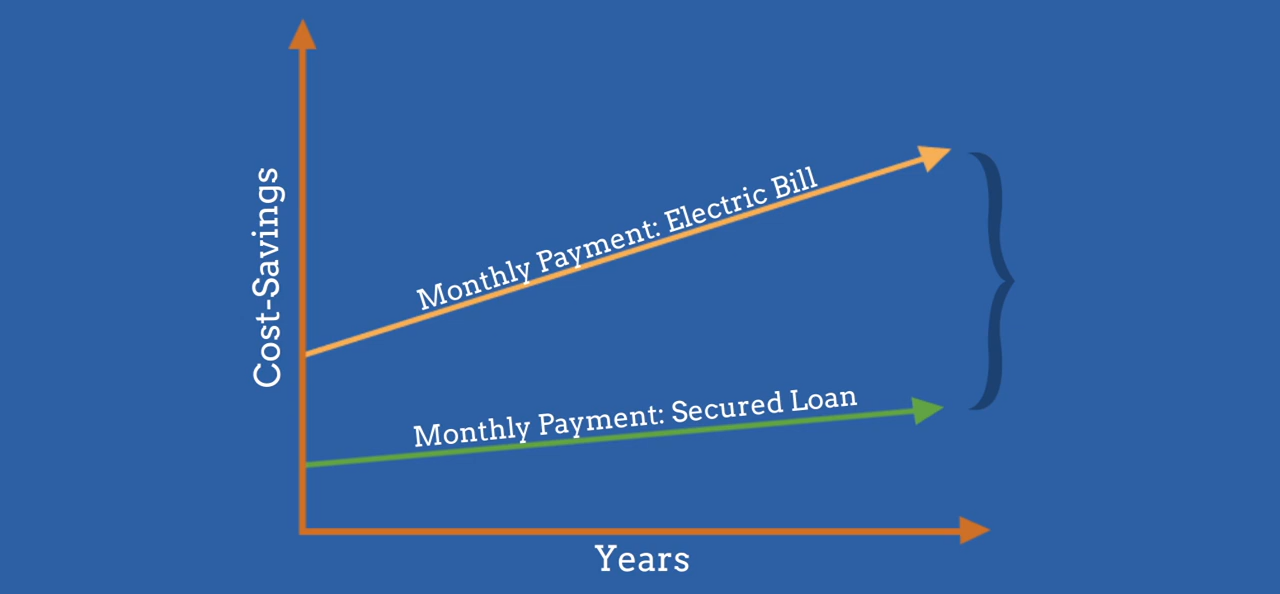 Cost-Savings
Monthly Payment: Electric Bill
Monthly Payment: Secured Loan
Years